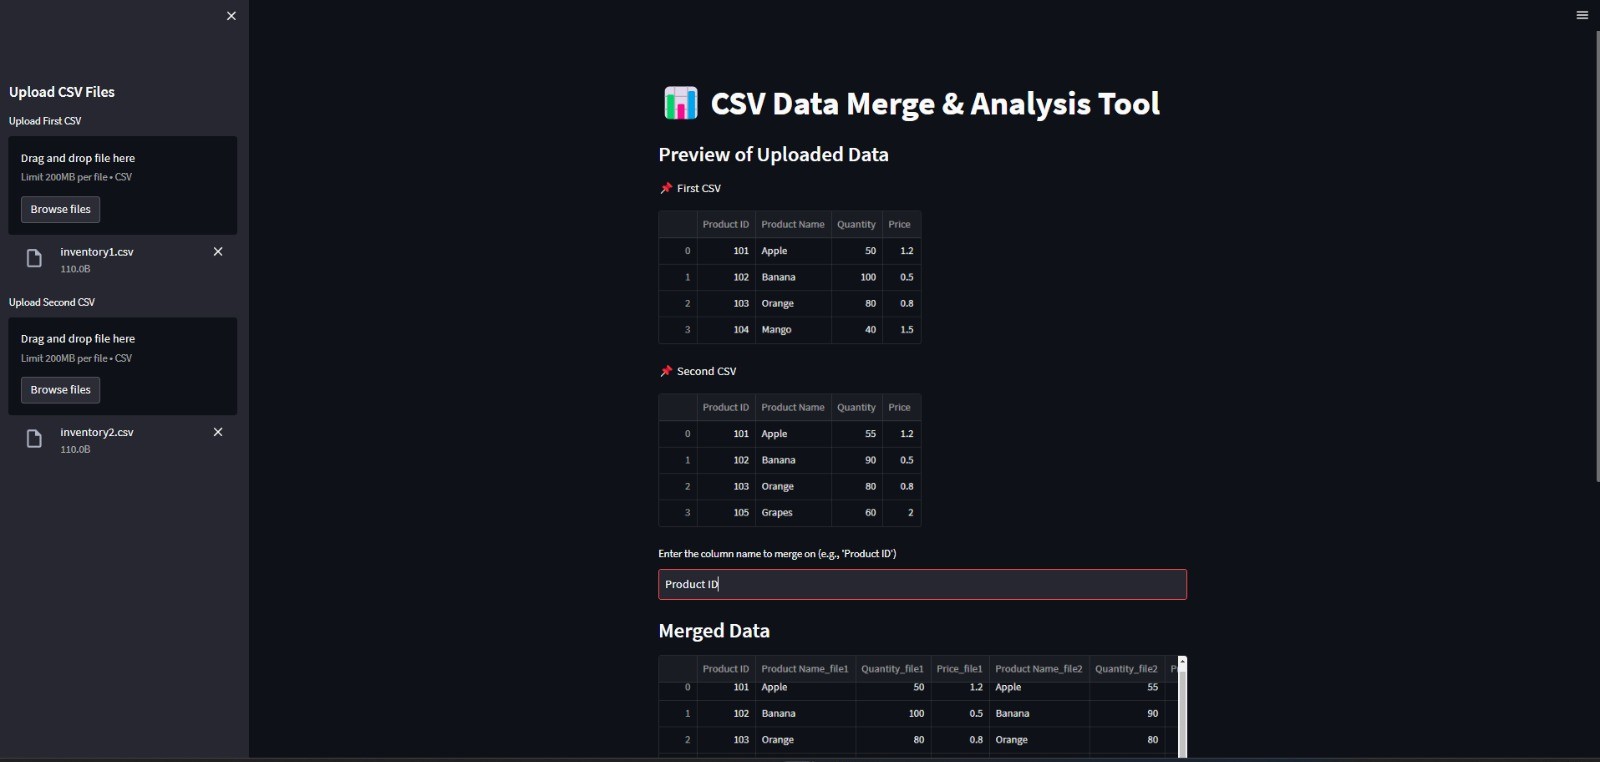 Upload CSV Files
Upload First CSV
Drag and drop file here
Limit 200MB per file • CSV
Browse files
inventory1.csv
110.0B
Upload Second CSV
Drag and drop file here
Limit 200MB per file • CSV
Browse files
inventory2.csv
110.0B
CSV Data Merge & Analysis Tool
Preview of Uploaded Data
First CSV
Product ID Product Name Quantity Price
0 101 Apple 50 1.2
1 102 Banana 100 0.5
2 103 Orange 80 0.8
3 104 Mango 40 1.5
Second CSV
Product ID Product Name Quantity Price
0 101 Apple 55 1.2
1 102 Banana 90 0.5
2 103 Orange 80 0.8
3 105 Grapes 60 2
Enter the column name to merge on (e.g., 'Product ID')
Product ID
Merged Data
Product ID Product Name_file1 Quantity_file1 Price_file1 Product Name_file2 Quantity_file2
0 101 Apple 50 1.2 Apple 55
1 102 Banana 100 0.5 Banana 90
2 103 Orange 80 0.8 Orange 80